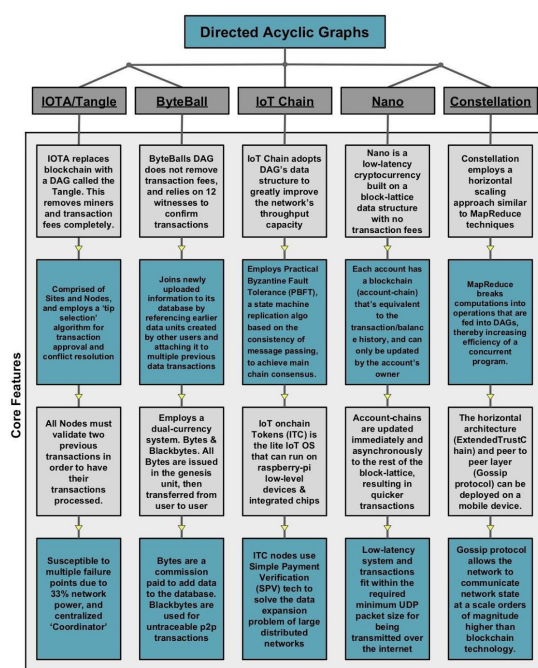 Directed Acyclic Graphs
IOTA/Tangle
ByteBall
IoT Chain
Nano
Constellation
Core Features
IOTA replaces
blockchain with a
DAG called the
Tangle. This
removes miners
and transaction
fees completely.
ByteBalls DAG
does not remove
transaction fees,
and relies on 12
witnesses to
confirm
transactions
IoT Chain adopts
DAG's data
structure to
greatly improve
the network's
throughput
capacity
Nano is a
low-latency
cryptocurrency
built on a
block-lattice
data structure
with no
transaction fees
Constellation
employs a
horizontal
scaling
approach similar
to MapReduce
techniques
Comprised of
Sites and Nodes,
and employs a 'tip
selection'
algorithm for
transaction
approval and
conflict resolution
Joins newly
uploaded
information to its
database by
referencing earlier
data units created
by other users and
attaching it to
multiple previous
data transactions
Employs Practical
Byzantine Fault
Tolerance (PBFT),
a state machine
replication algo
based on the
consistency of
message passing,
to achieve main
chain consensus.
Each account has
a blockchain
(account-chain)
that's equivalent
to the
transaction/balanc
e history, and can
only be updated
by the account's
owner
MapReduce
breaks
computations into
operations that are
fed into DAGs,
thereby increasing
efficiency of a
concurrent
program.
All Nodes must
validate two
previous
transactions in
order to have
their
transactions
processed.
Employs a
dual-currency
system. Bytes &
Blackbytes. All
Bytes are issued
in the genesis
unit, then
transferred from
user to user
IoT onchain
Tokens (ITC) is
the lite IoT OS
that can run on
raspberry-pi
low-level
devices &
integrated chips
Account-chains
are updated
immediately and
asynchronously
to the rest of the
block-lattice,
resulting in
quicker
transactions
The horizontal
architecture
(ExtendedTrustC
hain) and peer to
peer layer
(Gossip
protocol) can be
deployed on a
mobile device.
Susceptible to
multiple failure
points due to
33% network
power, and
centralized
'Coordinator'
Bytes are a
commission
paid to add data
to the database.
Blackbytes are
used for
untraceable p2p
transactions
ITC nodes use
Simple Payment
Verification
(SPV) tech to
solve the data
expansion
problem of large
distributed
networks
Low-latency
system and
transactions
fit within the
required
minimum UDP
packet size for
being
transmitted over
the internet
Gossip protocol
allows the
network to
communicate
network state
at a scale orders
of magnitude
higher than
blockchain
technology.